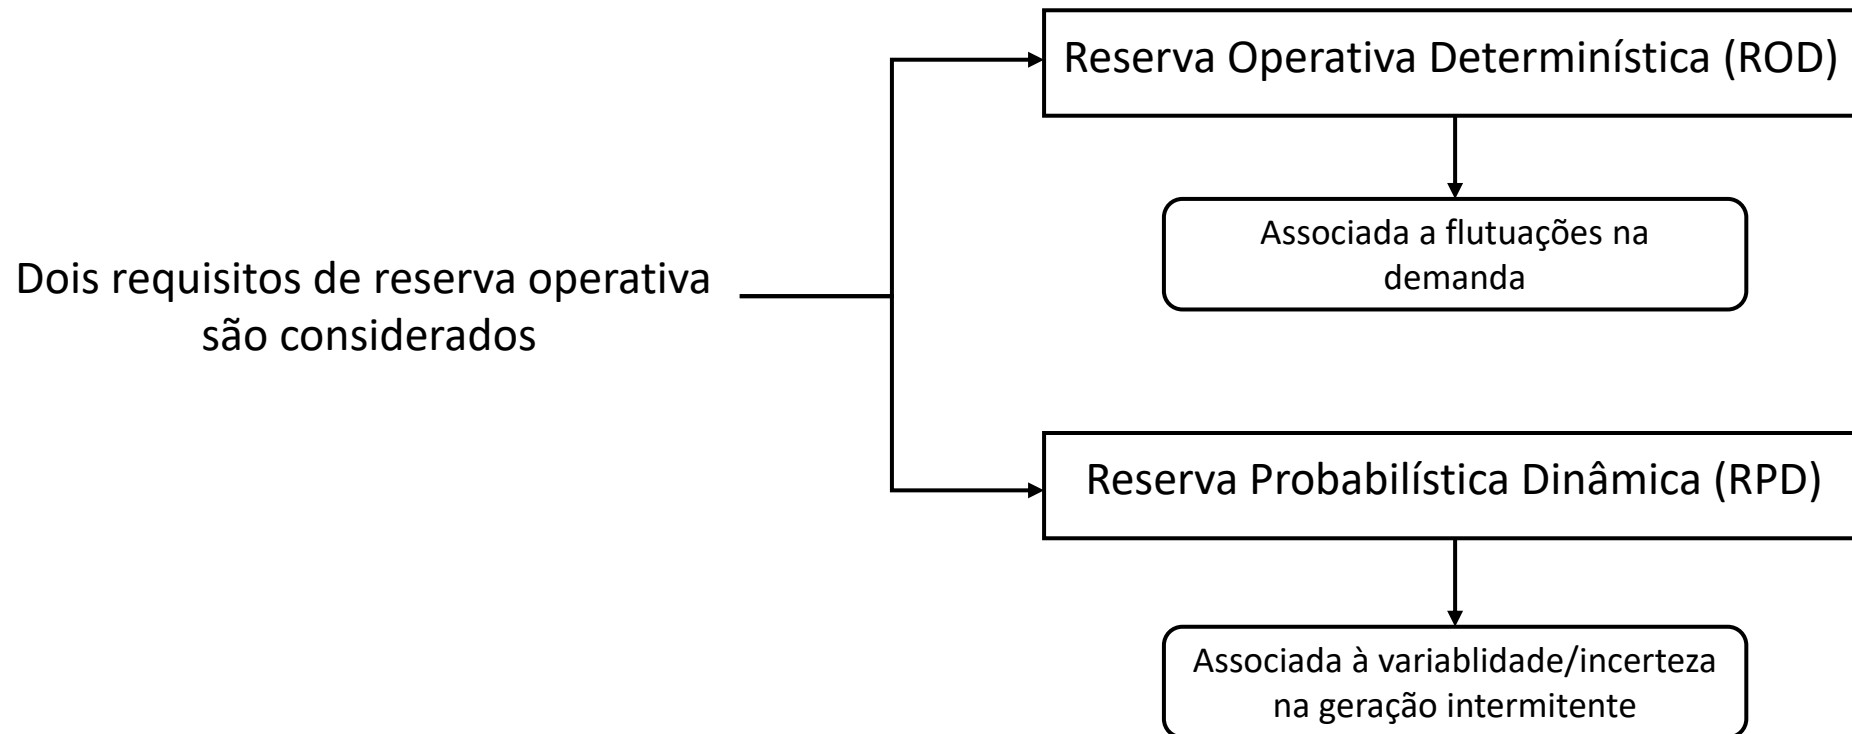 Dois requisitos de reserva operativa
são considerados
Reserva Operativa Determinística (ROD)
Associada a flutuações na
demanda
Reserva Probabilística Dinâmica (RPD)
Associada à variablidade/incerteza
na geração intermitente